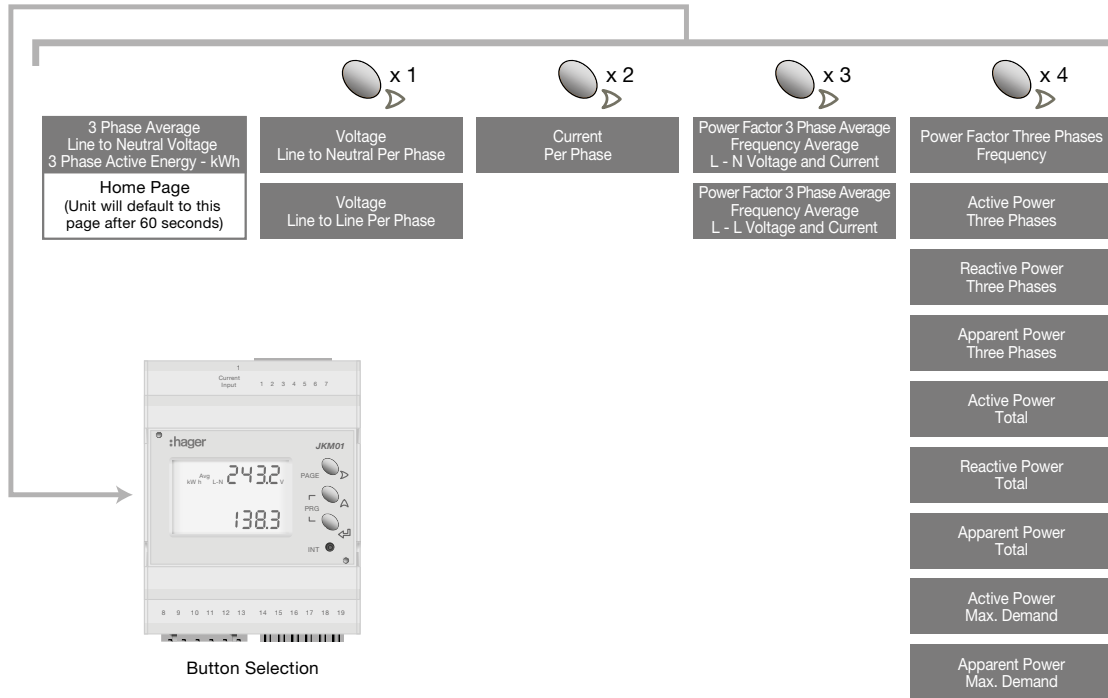 x 1
x 2
x 3
x 4
3 Phase Average
Line to Neutral Voltage
3 Phase Active Energy - kWh
Home Page
(Unit will default to this
page after 60 seconds)
Voltage
Line to Neutral Per Phase
Voltage
Line to Line Per Phase
Current
Per Phase
Power Factor 3 Phase Average
Frequency Average
L - N Voltage and Current
Power Factor 3 Phase Average
Frequency Average
L - L Voltage and Current
Power Factor Three Phases
Frequency
Active Power
Three Phases
Reactive Power
Three Phases
Apparent Power
Three Phases
Active Power
Total
Reactive Power
Total
Apparent Power
Total
Active Power
Max. Demand
Apparent Power
Max. Demand
1
Current
Input
1 2 3 4 5 6 7
:hager
JKM01
Avg
kW h L-N 243.2 V
138.3
PAGE
PRG
INT
8 9 10 11 12 13 14 15 16 17 18 19
Button Selection